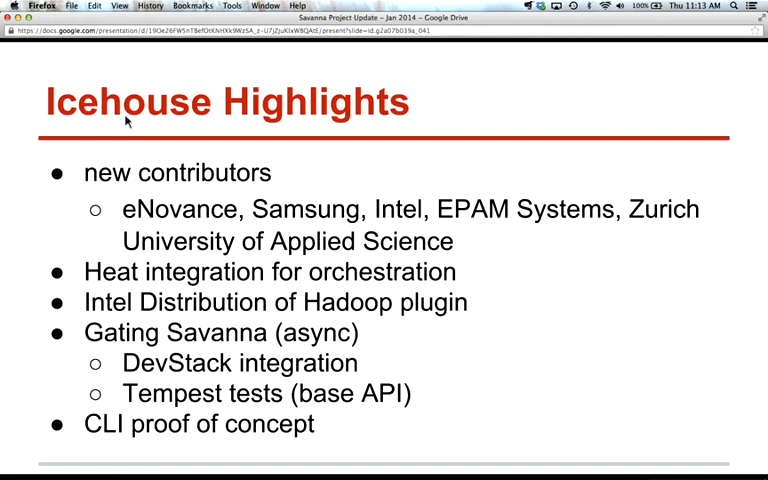 Firefox File Edit View History Bookmarks Tools Window Help 100% Thu 11:13 AM
Savanna Project Update - Jan 2014 - Google Drive
Icehouse Highlights
● new contributors
○ eNovance, Samsung, Intel, EPAM Systems, Zurich
University of Applied Science
● Heat integration for orchestration
● Intel Distribution of Hadoop plugin
● Gating Savanna (async)
○ DevStack integration
○ Tempest tests (base API)
● CLI proof of concept